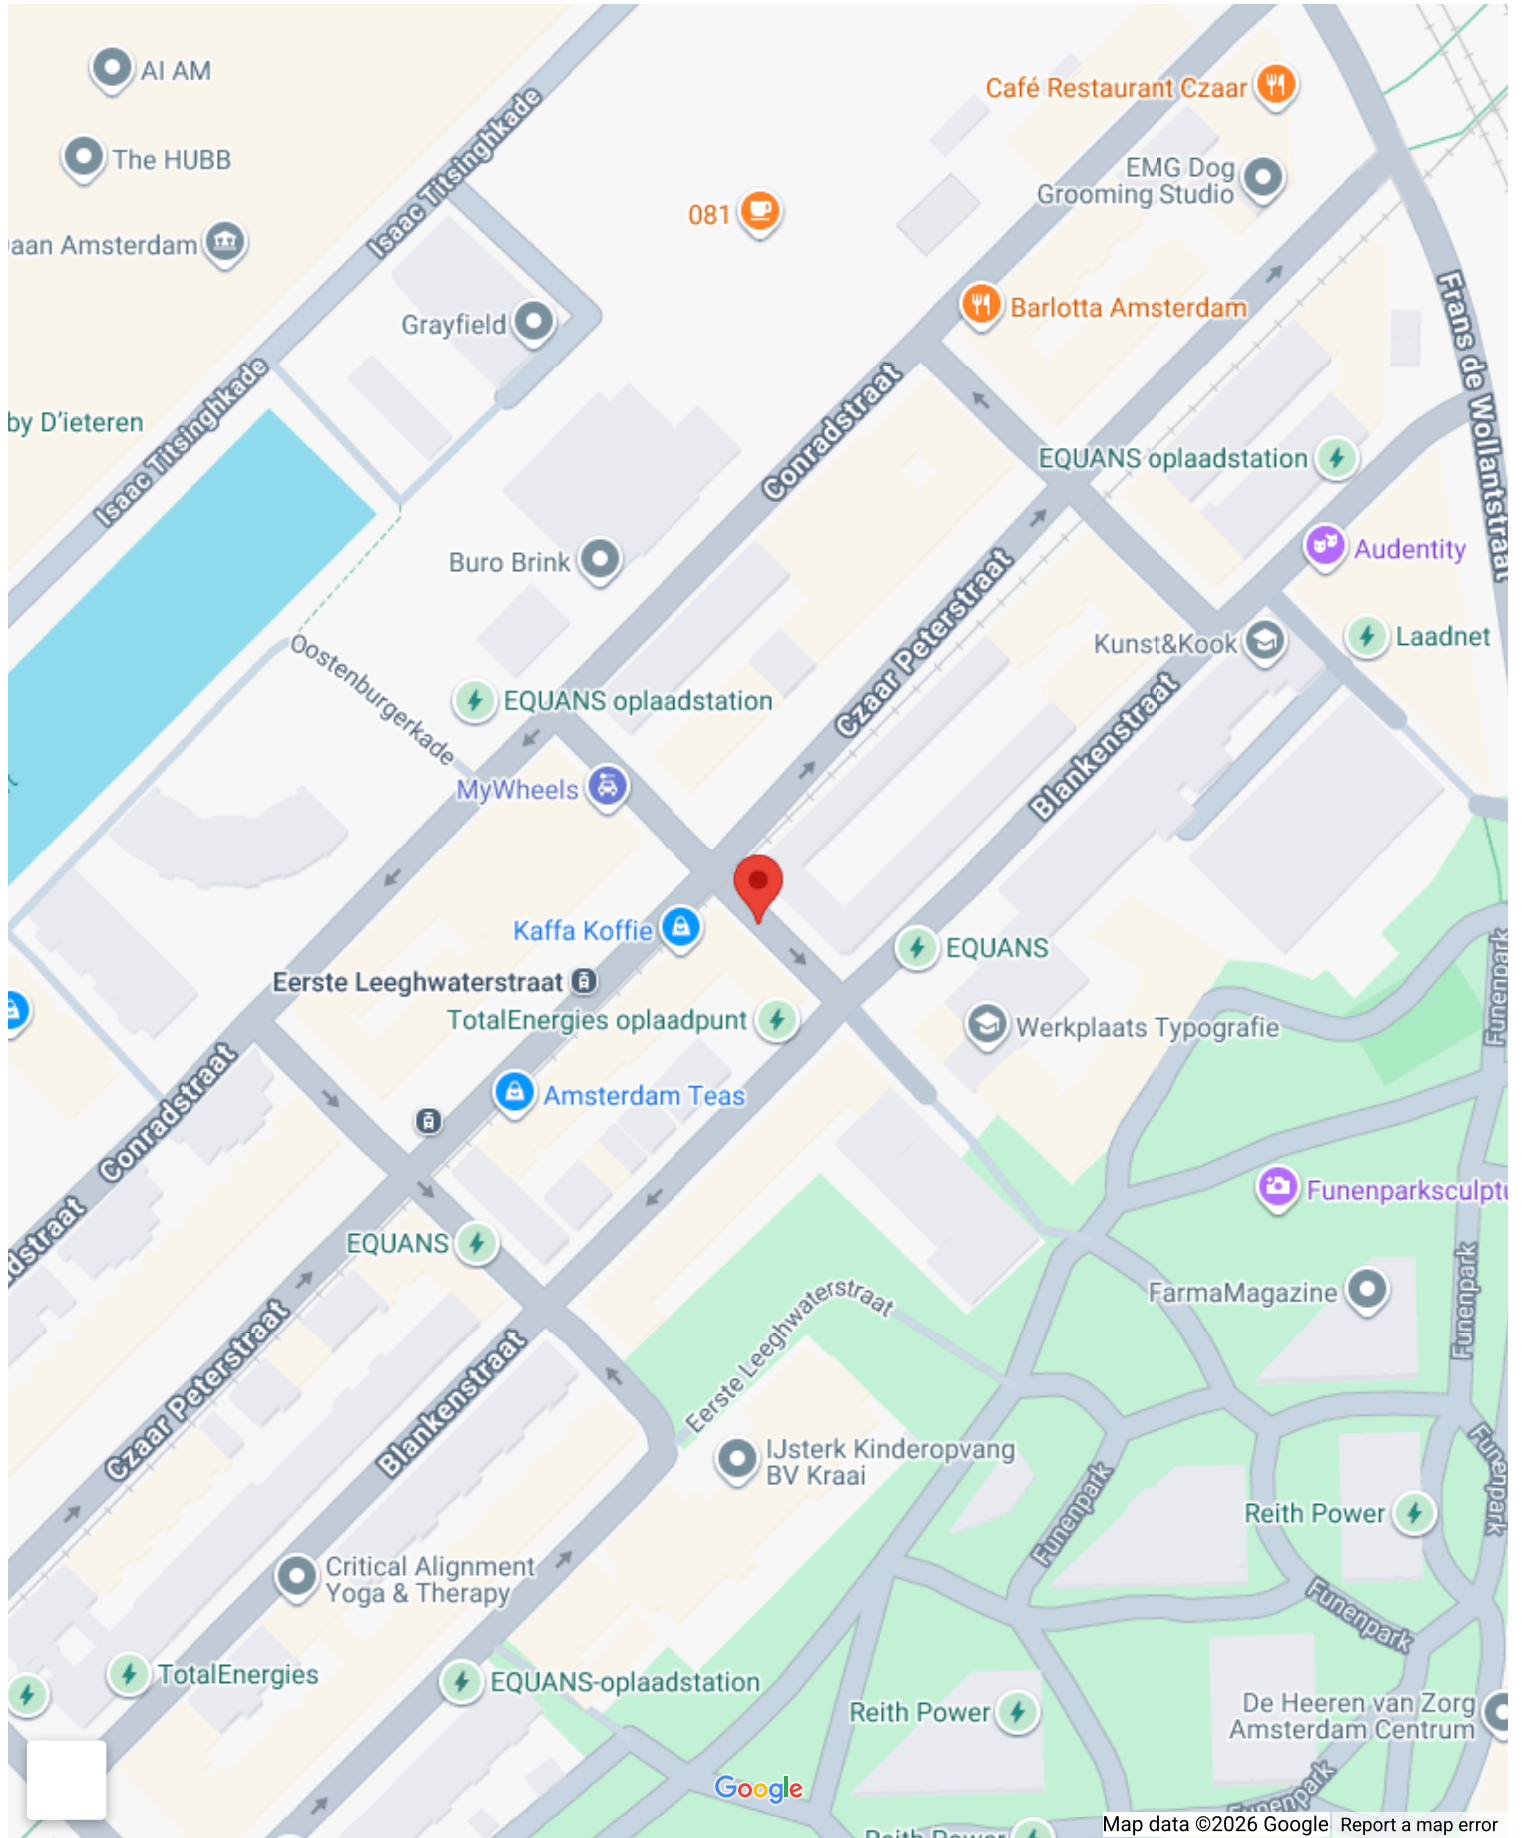 AI AM
The HUBB
aan Amsterdam
Isaac Titsinghkade
Café Restaurant Czaar
EMG Dog
Grooming Studio
081
Grayfield
Barlotta Amsterdam
Frans de Wollantstraat
Isaac Titsinghkade
by D'ieteren
Conradstraat
EQUANS oplaadstation
Audentity
Buro Brink
Czaar Peterstraat
Laadnet
Kunst&Kook
Oostenburgerkade
EQUANS oplaadstation
Blankenstraat
MyWheels
Kaffa Koffie
EQUANS
Eerste Leeghwaterstraat
TotalEnergies oplaadpunt
Werkplaats Typografie
Funenpark
Amsterdam Teas
Conradstraat
dstraat
Funenparksculptu
EQUANS
FarmaMagazine
Funenpark
Eerste Leeghwaterstraat
Czaar Peterstraat
Blankenstraat
IJsterk Kinderopvang
BV Kraai
Funenpark
Funenpark
Reith Power
Critical Alignment
Yoga & Therapy
Funenpark
TotalEnergies
EQUANS-oplaadstation
Reith Power
De Heeren van Zorg
Amsterdam Centrum
Funenpark
Google
Reith Power
Map data ©2026 Google
Report a map error